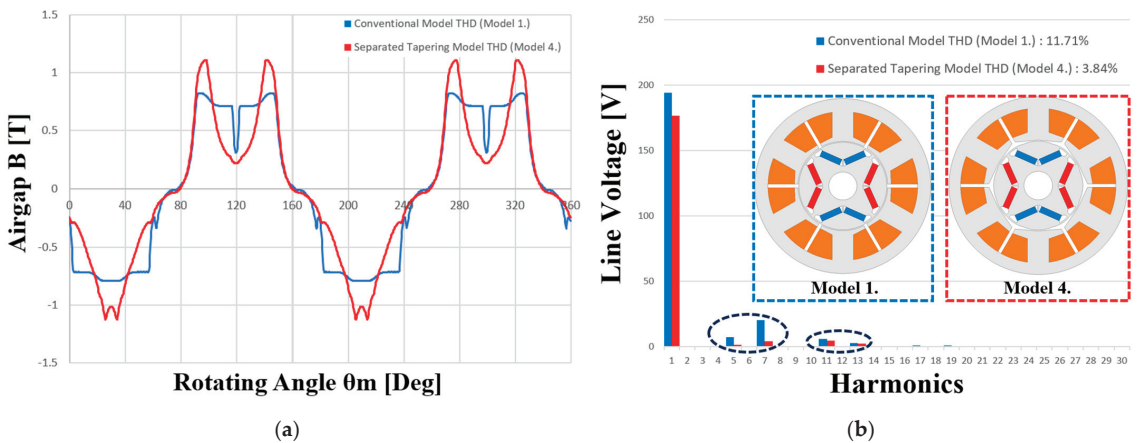 Conventional Model THD (Model 1.)
Separated Tapering Model THD (Model 4.)
Airgap B [T]
1.5
1
0.5
0
-0.5
-1
-1.5
0 40 80 120 160 200 240 280 320 360
Rotating Angle θm [Deg]
(a)
Conventional Model THD (Model 1.) : 11.71%
Separated Tapering Model THD (Model 4.) : 3.84%
Line Voltage [V]
250
200
150
100
50
0
Model 1.
Model 4.
1 2 3 4 5 6 7 8 9 10 11 12 13 14 15 16 17 18 19 20 21 22 23 24 25 26 27 28 29 30
Harmonics
(b)